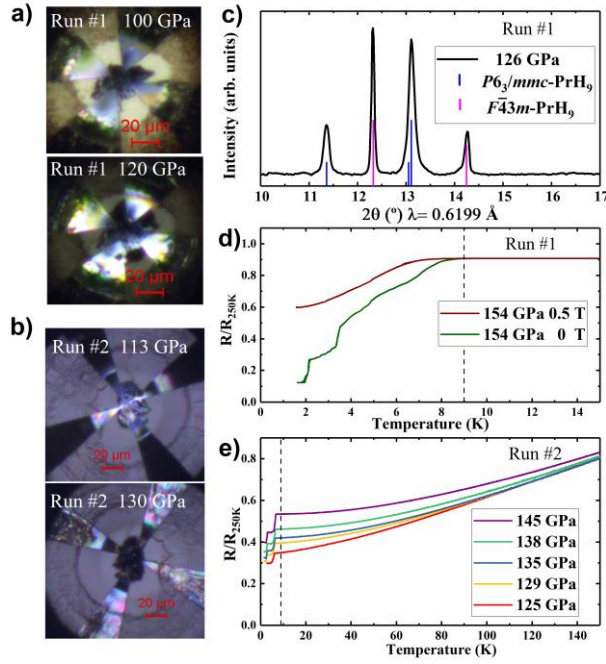 a)
Run #1 100 GPa
20 µm
Run #1 120 GPa
20 µm
b)
Run #2 113 GPa
20 µm
Run #2 130 GPa
20 µm
c)
Run #1
126 GPa
P6₃/mmc-PrH₉
F4̅3m-PrH₉
Intensity (arb. units)
10 11 12 13 14 15 16 17
2θ (º) λ= 0.6199 Å
d)
Run #1
1.0
0.8
0.6
0.4
0.2
0.0
R/R250K
154 GPa 0.5 T
154 GPa 0 T
0 2 4 6 8 10 12 14
Temperature (K)
e)
Run #2
0.8
0.6
0.4
0.2
0.0
R/R250K
145 GPa
138 GPa
135 GPa
129 GPa
125 GPa
0 20 40 60 80 100 120 140
Temperature (K)